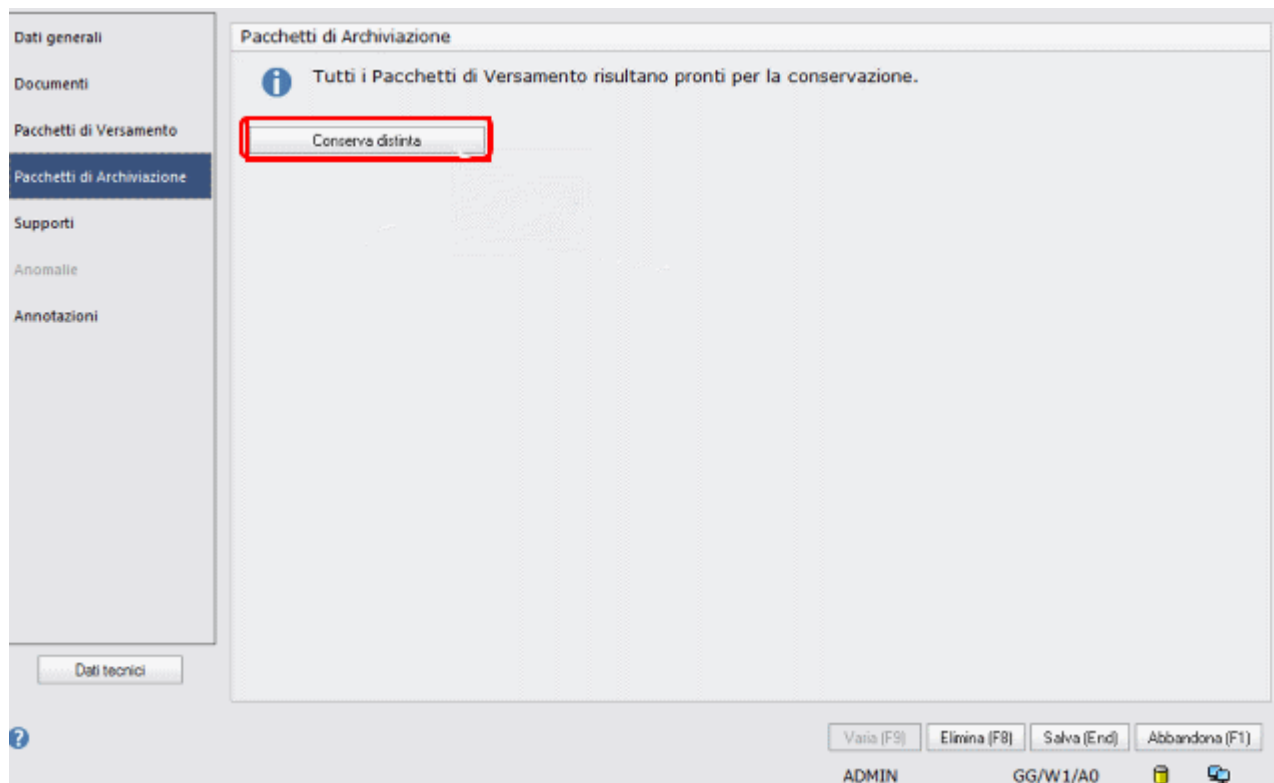 Dati generali
Documenti
Pacchetti di Versamento
Pacchetti di Archiviazione
Supporti
Anomalie
Annotazioni
Dati tecnici
Pacchetti di Archiviazione
Tutti i Pacchetti di Versamento risultano pronti per la conservazione.
Conserva distinta
Varia (F9) Elimina (F8) Salva (End) Abbandona (F1)
ADMIN GG/W1/A0